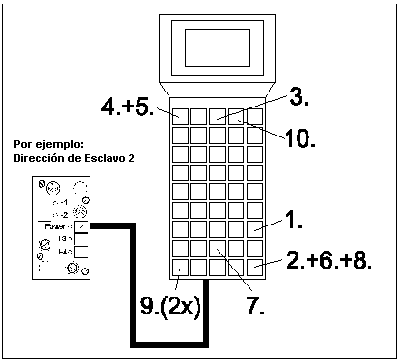 3.
4.+5.
10.
Por ejemplo:
Dirección de Esclavo 2
1.
2.+6.+8.
9.(2x)
7.